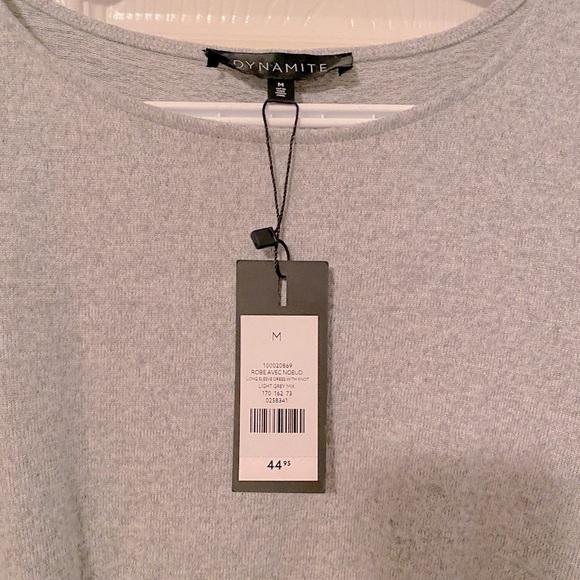 DYNAMITE
M
M
100020869
ROBE AVEC NOEUD
LONG SLEEVE DRESS WITH KNOT
LIGHT GREY MIX
170 162 73
0258341
44 95